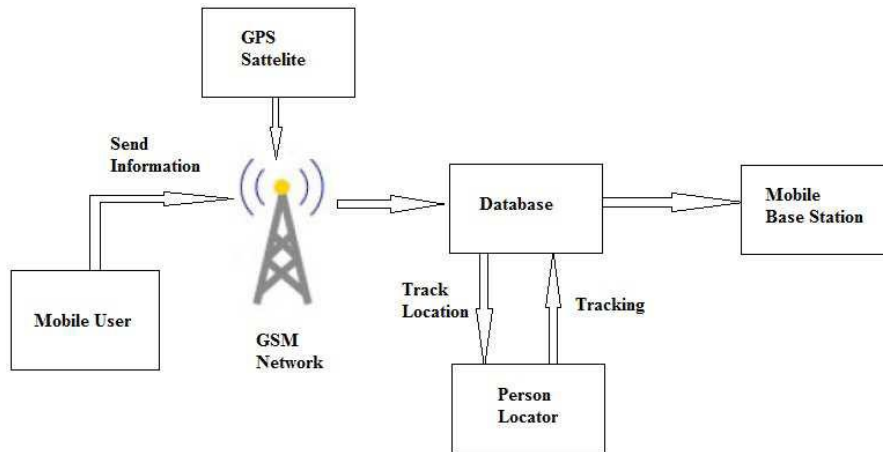 GPS
Sattelite
Send
Information
Database
Mobile
Base Station
Mobile User
GSM
Network
Track
Location
Tracking
Person
Locator